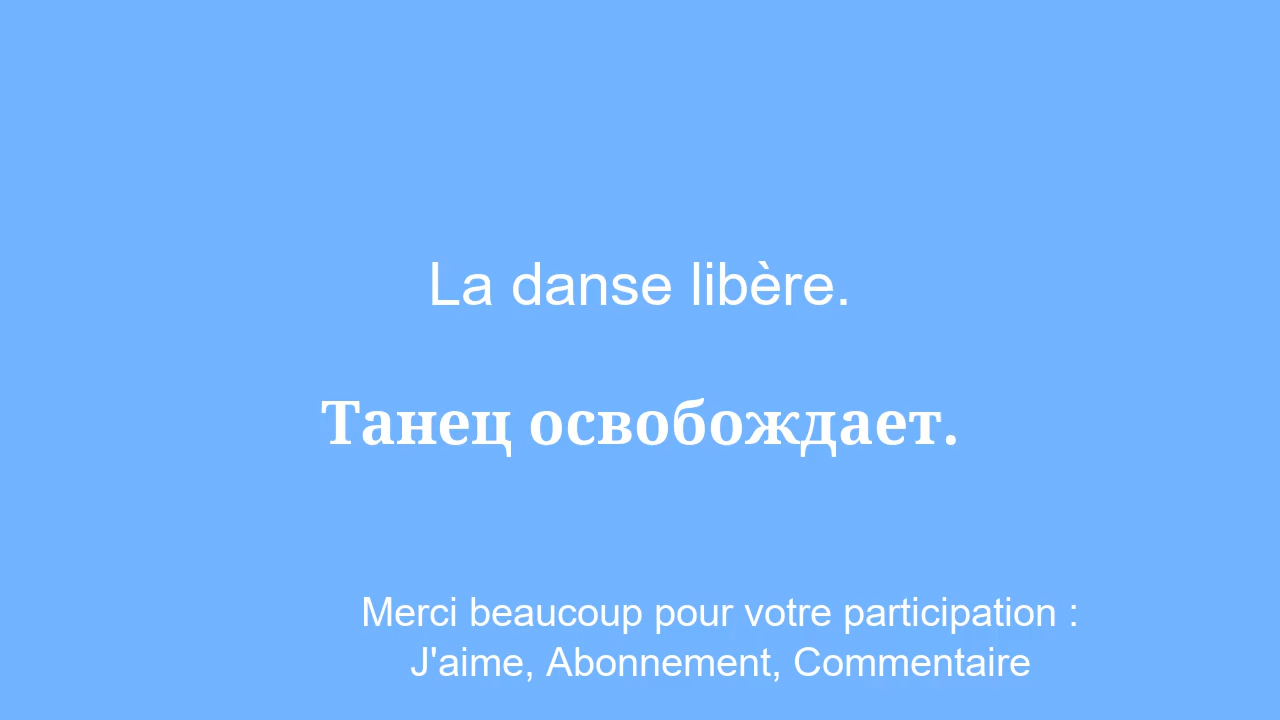 La danse libère.
Танец освобождает.
Merci beaucoup pour votre participation :
J'aime, Abonnement, Commentaire